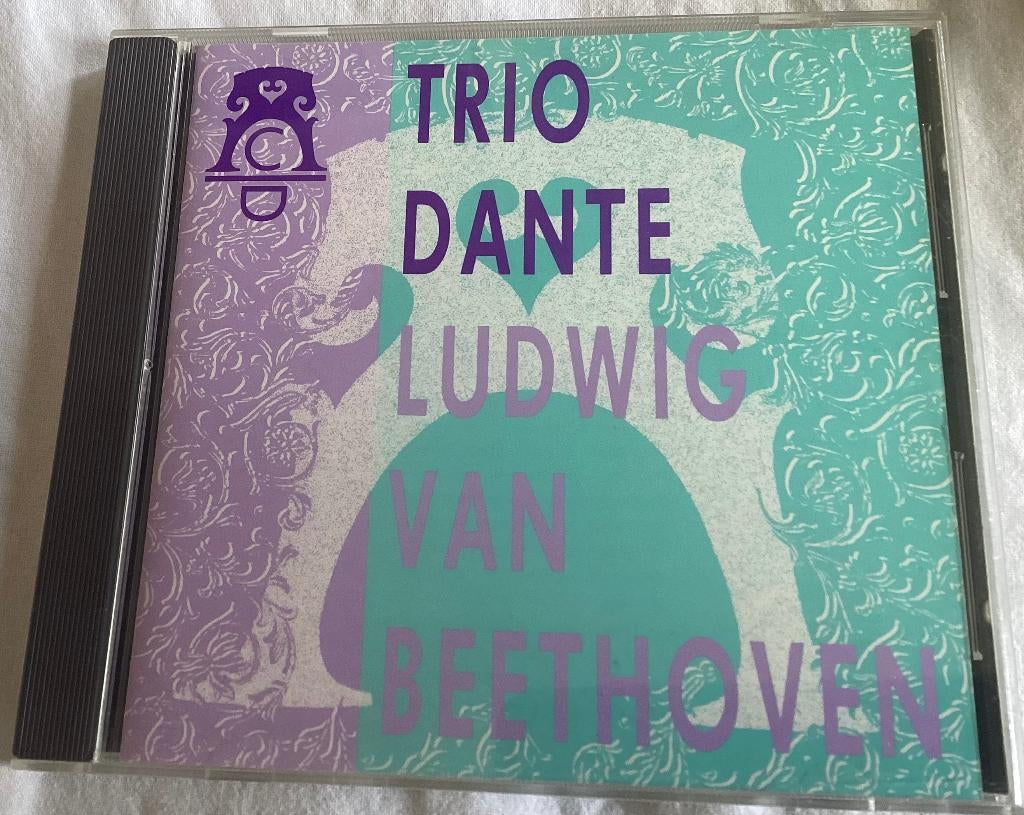 C
D
TRIO
DANTE
LUDWIG
VAN
BEETHOVEN